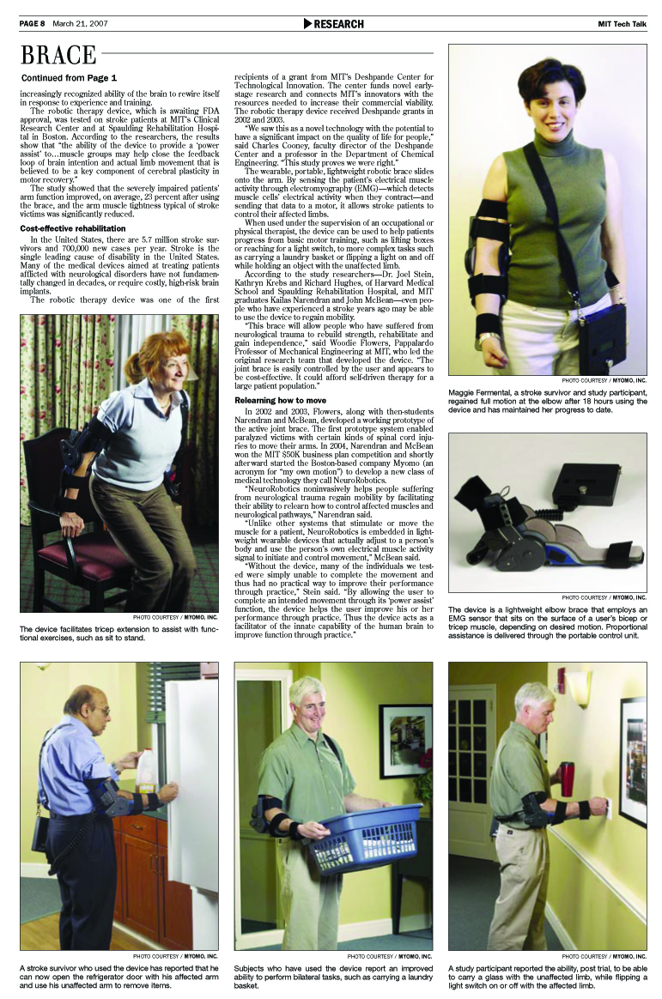 PAGE 8 March 21, 2007
RESEARCH
MIT Tech Talk
BRACE
Continued from Page 1
increasingly recognized ability of the brain to rewire itself
in response to experience and training.
The robotic therapy device, which is awaiting FDA
approval, was tested on stroke patients at MIT's Clinical
Research Center and at Spaulding Rehabilitation Hospi-
tal in Boston. According to the researchers, the results
show that "the ability of the device to provide a 'power
assist' to...muscle groups may help close the feedback
loop of brain intention and actual limb movement that is
believed to be a key component of cerebral plasticity in
motor recovery."
The study showed that the severely impaired patients'
arm function improved, on average, 23 percent after using
the brace, and the arm muscle tightness typical of stroke
victims was significantly reduced.
Cost-effective rehabilitation
In the United States, there are 5.7 million stroke sur-
vivors and 700,000 new cases per year. Stroke is the
single leading cause of disability in the United States.
Many of the medical devices aimed at treating patients
afflicted with neurological disorders have not fundamen-
tally changed in decades, or require costly, high-risk brain
implants.
The robotic therapy device was one of the first
recipients of a grant from MIT's Deshpande Center for
Technological Innovation. The center funds novel early-
stage research and connects MIT's innovators with the
resources needed to increase their commercial viability.
The robotic therapy device received Deshpande grants in
2002 and 2003.
"We saw this as a novel technology with the potential to
have a significant impact on the quality of life for people,"
said Charles Cooney, faculty director of the Deshpande
Center and a professor in the Department of Chemical
Engineering. "This study proves we were right."
The wearable, portable, lightweight robotic brace slides
onto the arm. By sensing the patient's electrical muscle
activity through electromyography (EMG)—which detects
muscle cells' electrical activity when they contract—and
sending that data to a motor, it allows stroke patients to
control their affected limbs.
When used under the supervision of an occupational or
physical therapist, the device can be used to help patients
progress from basic motor training, such as lifting boxes
or reaching for a light switch, to more complex tasks such
as carrying a laundry basket or flipping a light on and off
while holding an object with the unaffected limb.
According to the study researchers—Dr. Joel Stein,
Kathryn Krebs and Richard Hughes, of Harvard Medical
School and Spaulding Rehabilitation Hospital, and MIT
graduates Kailas Narendran and John McBean—even peo-
ple who have experienced a stroke years ago may be able
to use the device to regain mobility.
"This brace will allow people who have suffered from
neurological trauma to rebuild strength, rehabilitate and
gain independence," said Woodie Flowers, Pappalardo
Professor of Mechanical Engineering at MIT, who led the
original research team that developed the device. "The
joint brace is easily controlled by the user and appears to
be cost-effective. It could afford self-driven therapy for a
large patient population."
Relearning how to move
In 2002 and 2003, Flowers, along with then-students
Narendran and McBean, developed a working prototype of
the active joint brace. The first prototype system enabled
paralyzed victims with certain kinds of spinal cord inju-
ries to move their arms. In 2004, Narendran and McBean
won the MIT $50K business plan competition and shortly
afterward started the Boston-based company Myomo (an
acronym for "my own motion") to develop a new class of
medical technology they call NeuroRobotics.
"NeuroRobotics noninvasively helps people suffering
from neurological trauma regain mobility by facilitating
their ability to relearn how to control affected muscles and
neurological pathways," Narendran said.
"Unlike other systems that stimulate or move the
muscle for a patient, NeuroRobotics is embedded in light-
weight wearable devices that actually adjust to a person's
body and use the person's own electrical muscle activity
signal to initiate and control movement," McBean said.
"Without the device, many of the individuals we test-
ed were simply unable to complete the movement and
thus had no practical way to improve their performance
through practice," Stein said. "By allowing the user to
complete an intended movement through its 'power assist'
function, the device helps the user improve his or her
performance through practice. Thus the device acts as a
facilitator of the innate capability of the human brain to
improve function through practice."
PHOTO COURTESY / MYOMO, INC.
Maggie Fermental, a stroke survivor and study participant,
regained full motion at the elbow after 18 hours using the
device and has maintained her progress to date.
PHOTO COURTESY / MYOMO, INC.
The device is a lightweight elbow brace that employs an
EMG sensor that sits on the surface of a user's bicep or
tricep muscle, depending on desired motion. Proportional
assistance is delivered through the portable control unit.
PHOTO COURTESY / MYOMO, INC.
The device facilitates tricep extension to assist with func-
tional exercises, such as sit to stand.
PHOTO COURTESY / MYOMO, INC.
A stroke survivor who used the device has reported that he
can now open the refrigerator door with his affected arm
and use his unaffected arm to remove items.
PHOTO COURTESY / MYOMO, INC.
Subjects who have used the device report an improved
ability to perform bilateral tasks, such as carrying a laundry
basket.
PHOTO COURTESY / MYOMO, INC.
A study participant reported the ability, post trial, to be able
to carry a glass with the unaffected limb, while flipping a
light switch on or off with the affected limb.